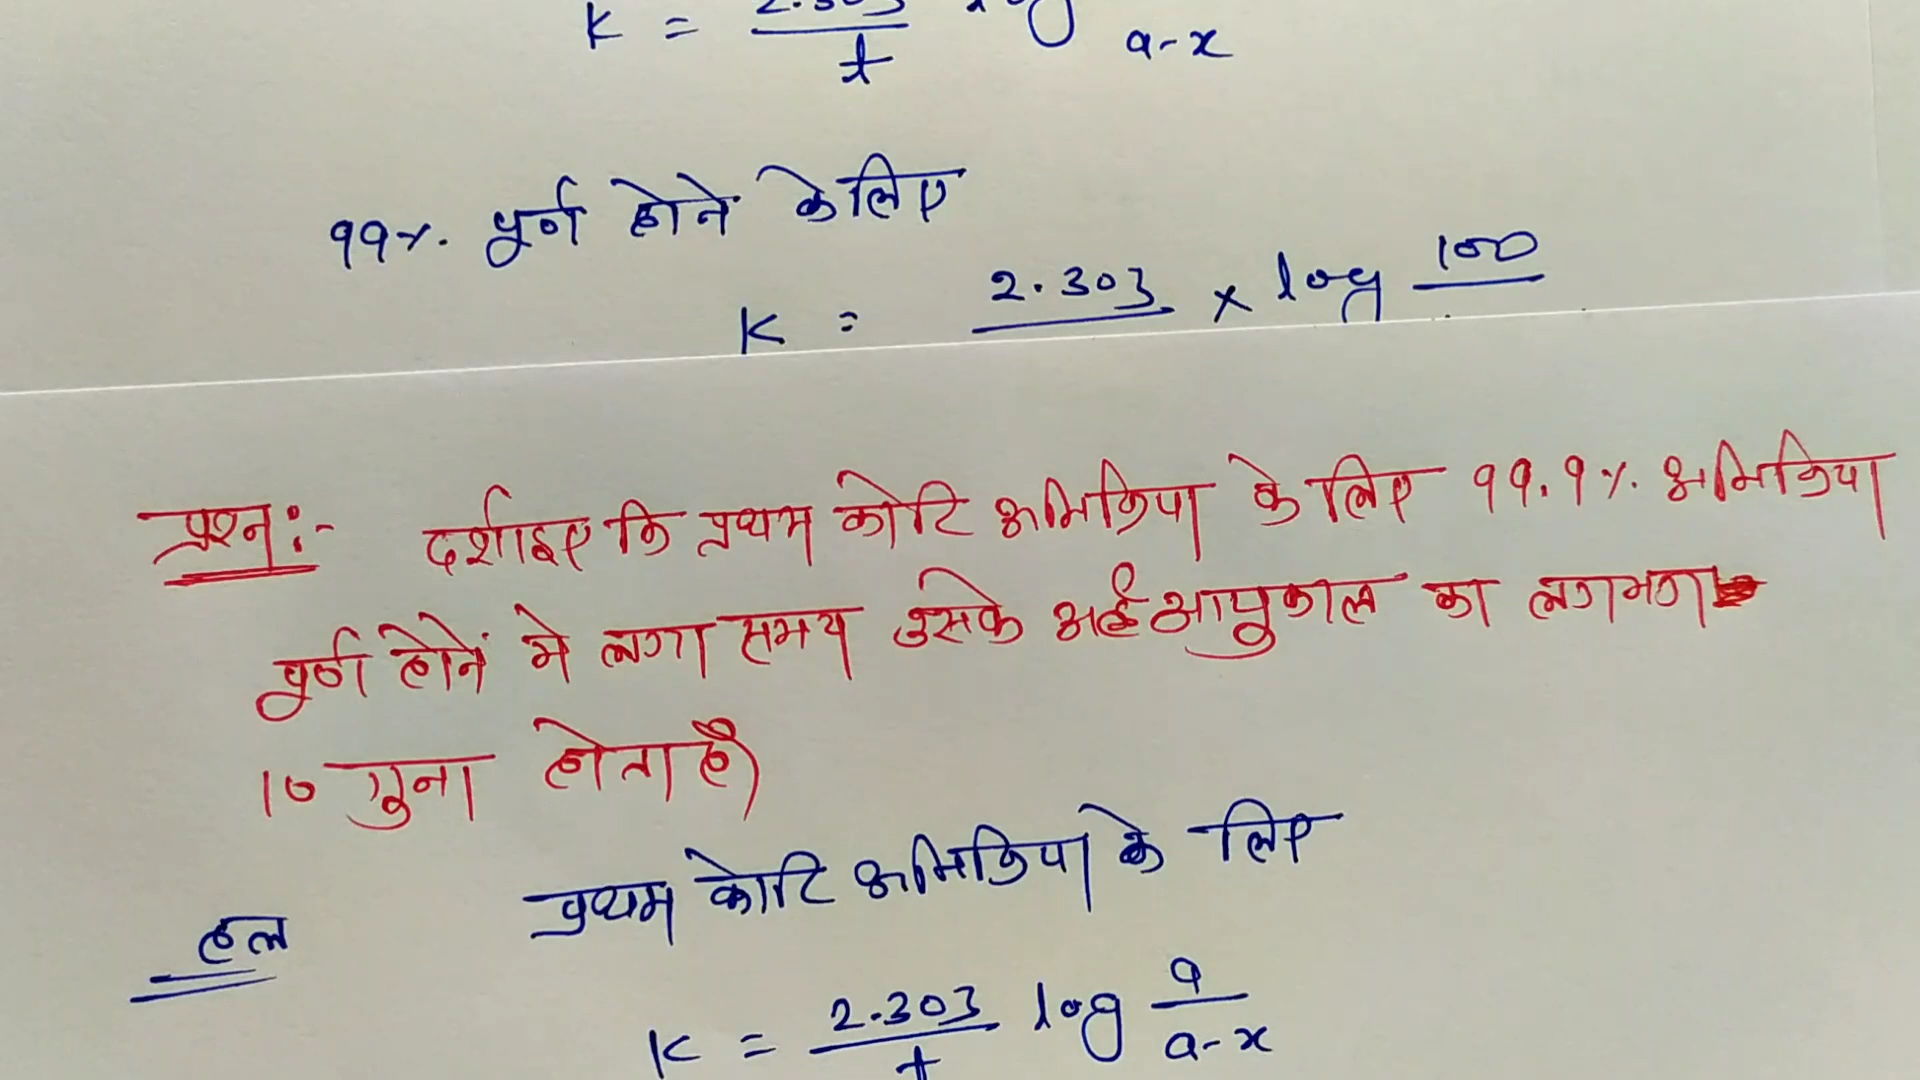 K = 2.303/t log a-x
99%. पूर्ण होने के लिए
K = 2.303 × log 100
प्रश्न:- दर्शाइए कि प्रथम कोटि अभिक्रिया के लिए 99.9%. अभिक्रिया
पूर्ण होनें मे लगा समय उसके अर्द्धआयुकाल का लगभग
10 गुना होता है)
हल प्रथम कोटि अभिक्रिया के लिए
K = 2.303/t log a/a-x